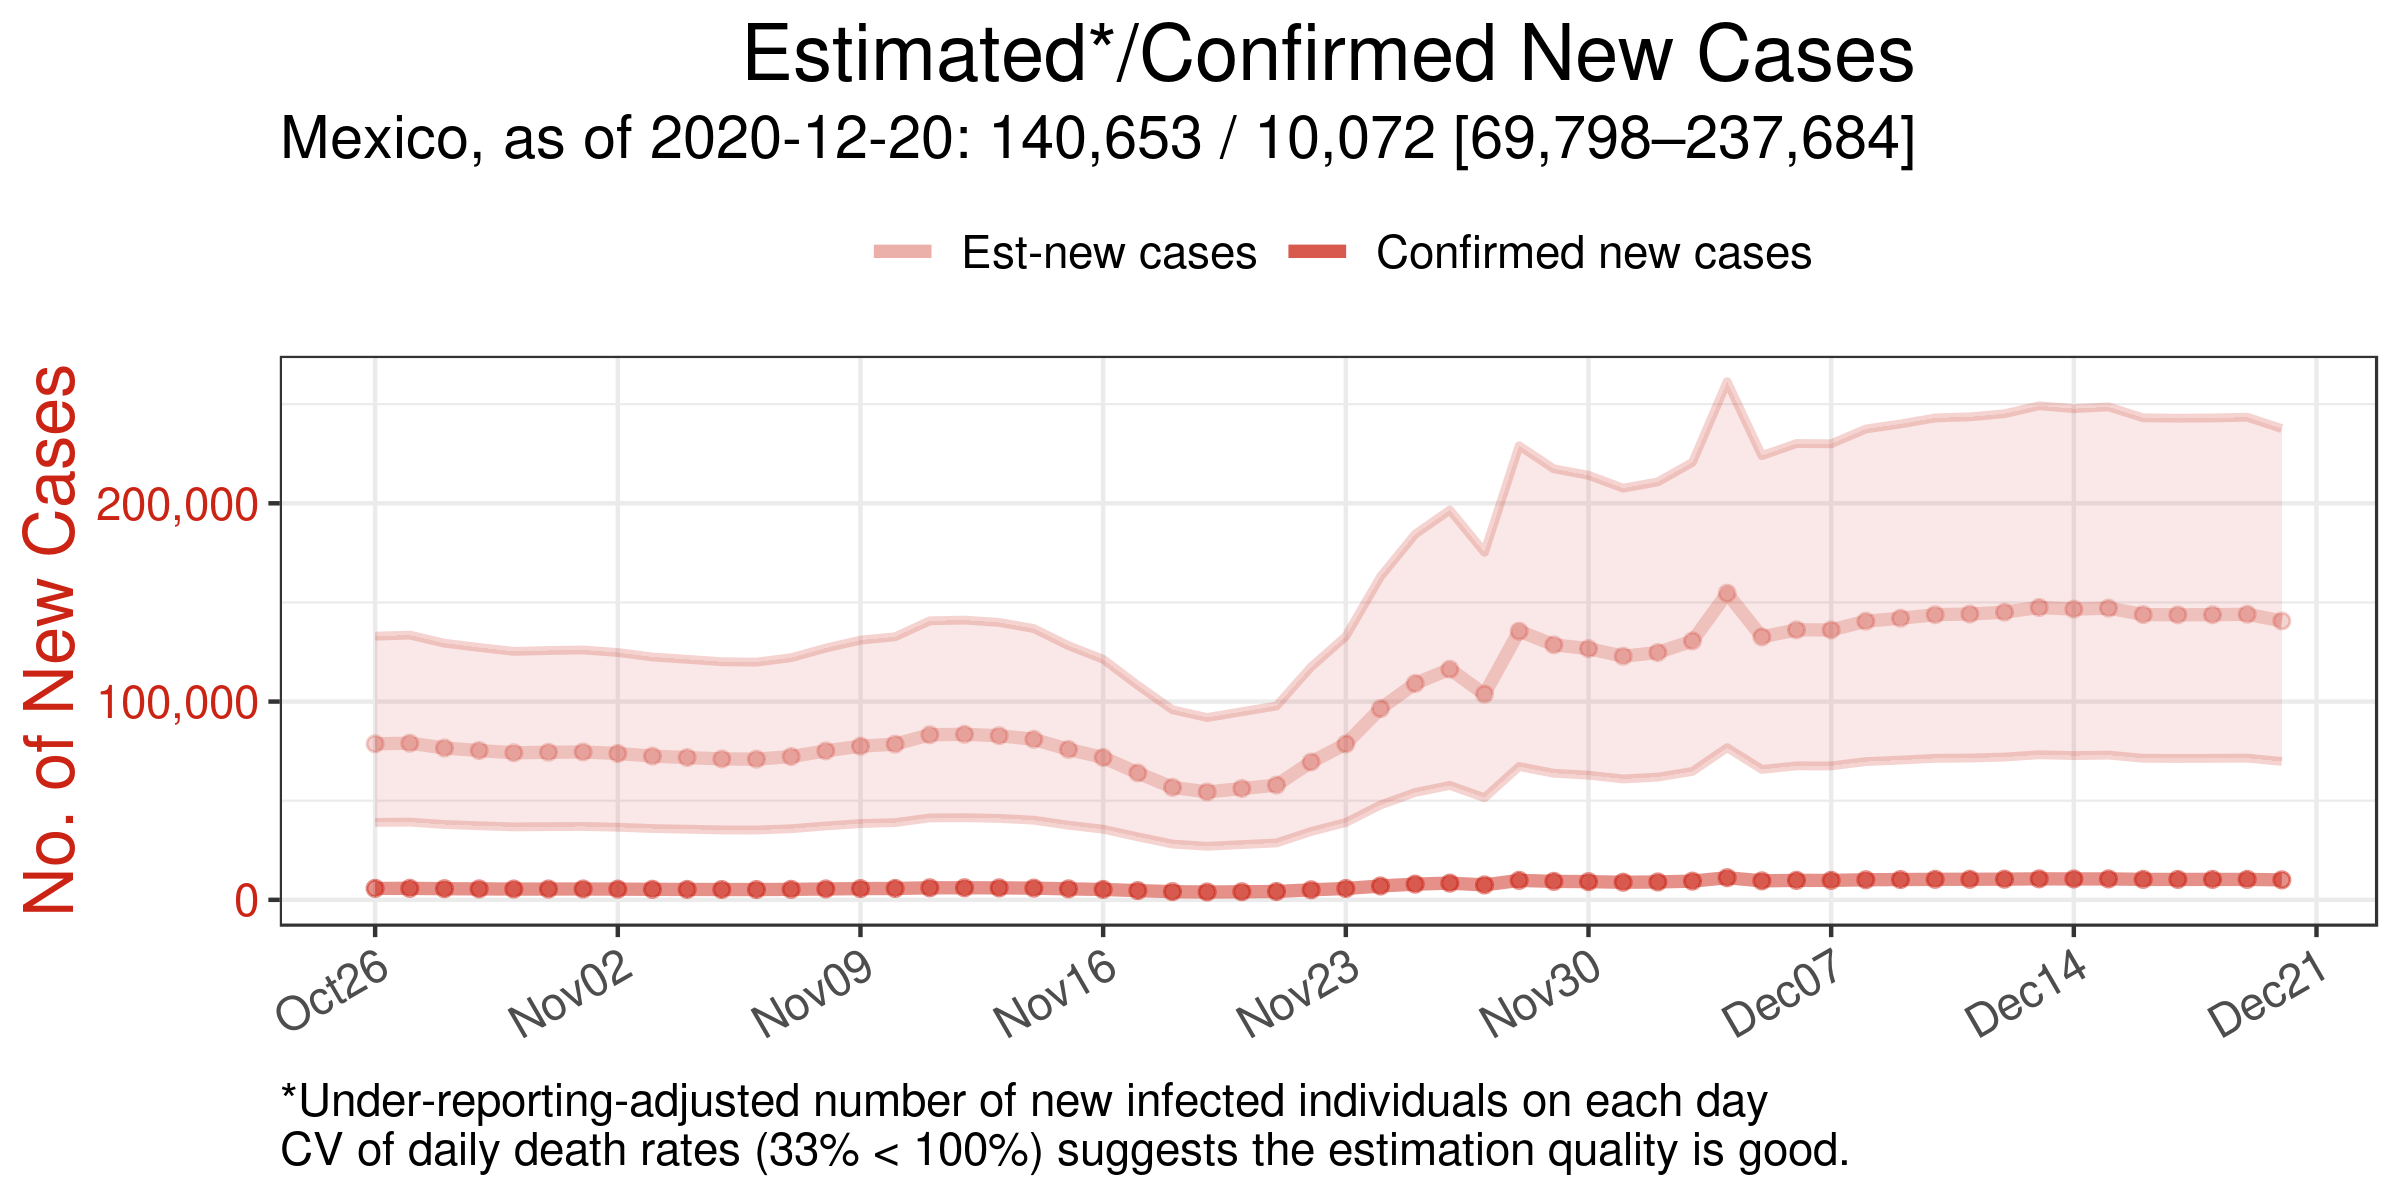 Estimated*/Confirmed New Cases
Mexico, as of 2020-12-20: 140,653 / 10,072 [69,798–237,684]
Est-new cases
Confirmed new cases
No. of New Cases
200,000
100,000
0
Oct26
Nov02
Nov09
Nov16
Nov23
Nov30
Dec07
Dec14
Dec21
*Under-reporting-adjusted number of new infected individuals on each day
CV of daily death rates (33% < 100%) suggests the estimation quality is good.